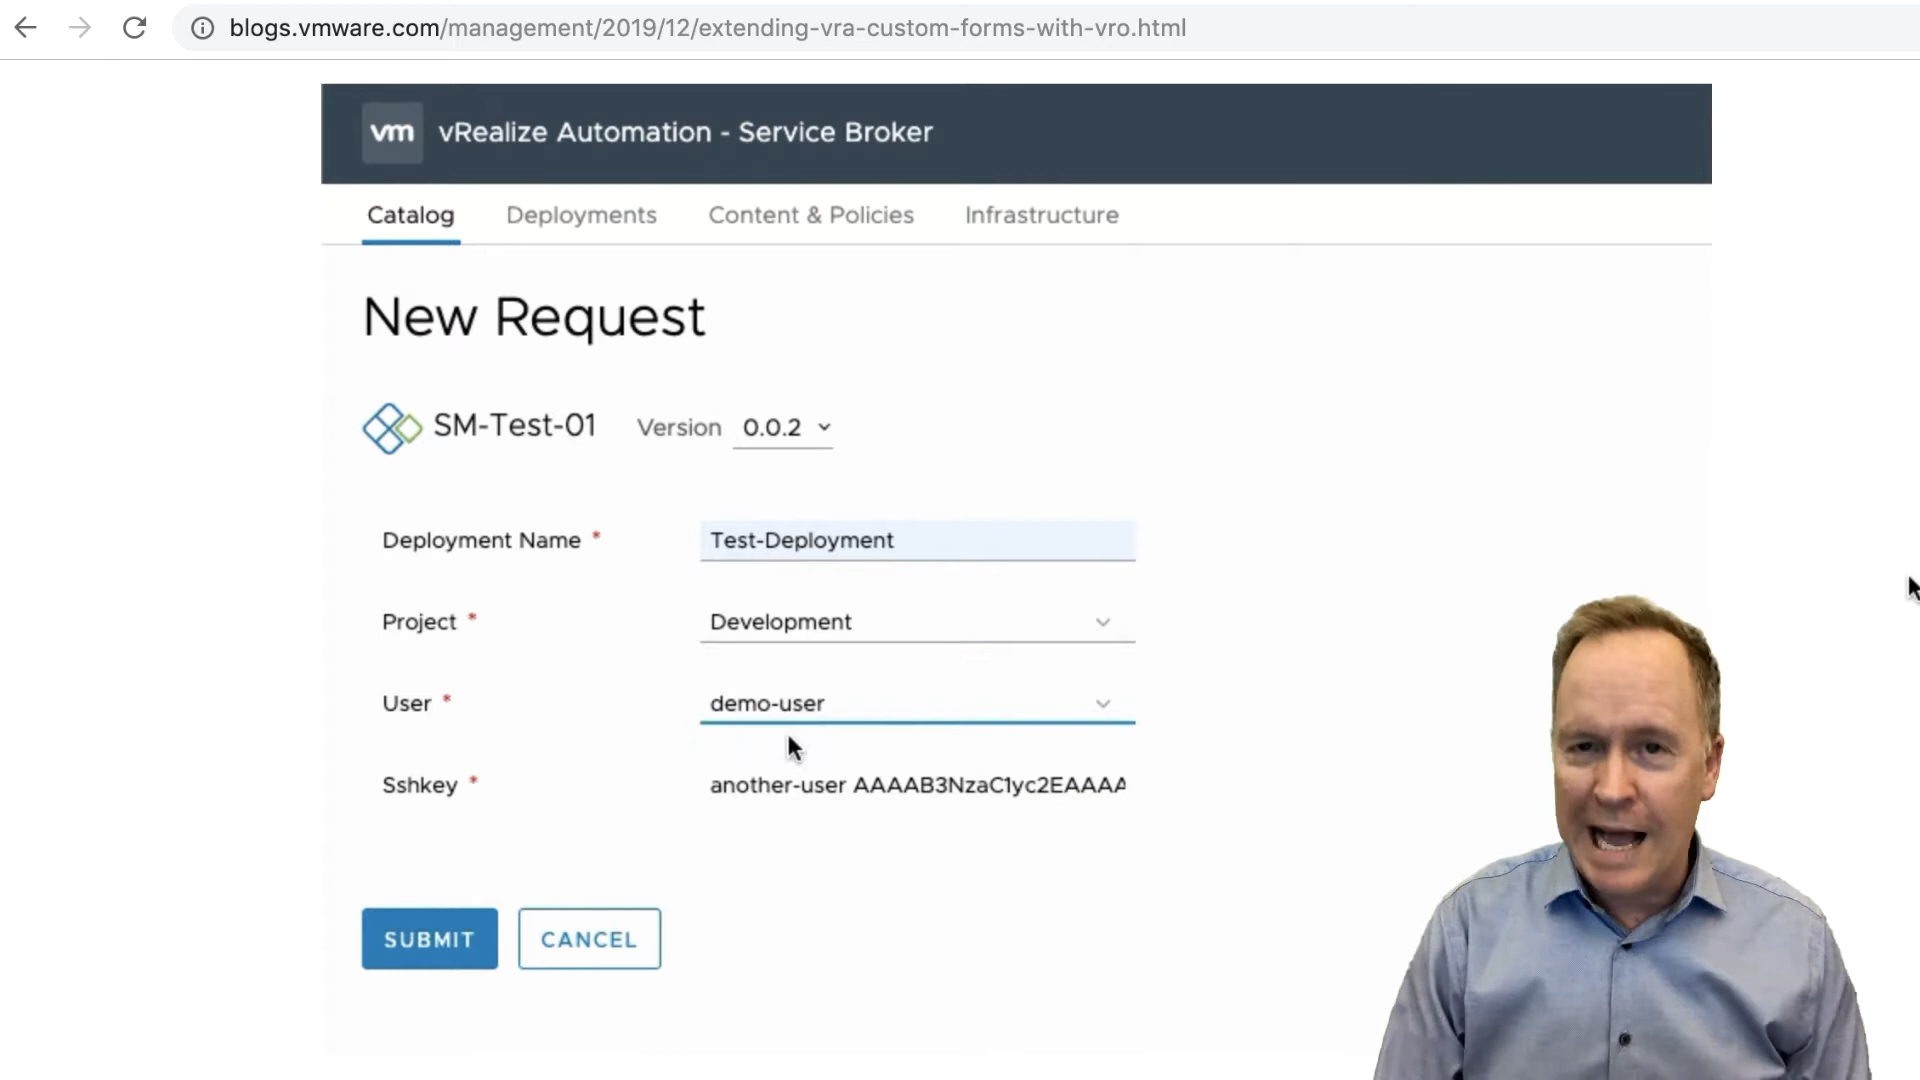 blogs.vmware.com/management/2019/12/extending-vra-custom-forms-with-vro.html
vm vRealize Automation - Service Broker
Catalog Deployments Content & Policies Infrastructure
New Request
SM-Test-01 Version 0.0.2
Deployment Name * Test-Deployment
Project * Development
User * demo-user
Sshkey * another-user AAAAB3NzaC1yc2EAAAA
SUBMIT CANCEL